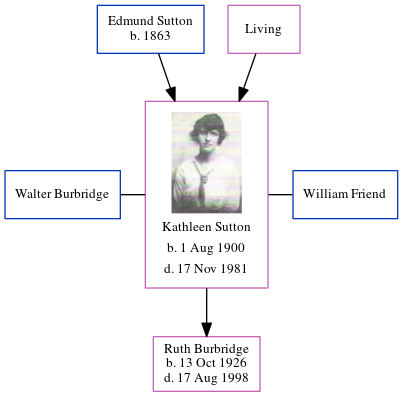 Edmund Sutton
b. 1863
Living
Walter Burbridge
Kathleen Sutton
b. 1 Aug 1900
d. 17 Nov 1981
William Friend
Ruth Burbridge
b. 13 Oct 1926
d. 17 Aug 1998